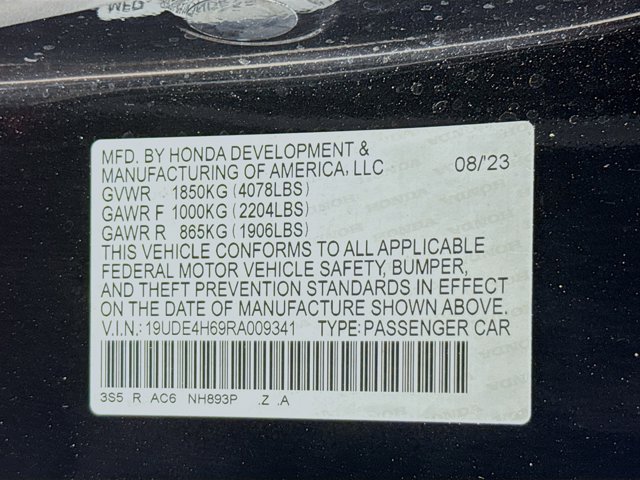 MFD. BY HONDA DEVELOPMENT &
MANUFACTURING OF AMERICA, LLC 08/'23
GVWR 1850KG (4078LBS)
GAWR F 1000KG (2204LBS)
GAWR R 865KG (1906LBS)
THIS VEHICLE CONFORMS TO ALL APPLICABLE
FEDERAL MOTOR VEHICLE SAFETY, BUMPER,
AND THEFT PREVENTION STANDARDS IN EFFECT
ON THE DATE OF MANUFACTURE SHOWN ABOVE.
V.I.N.: 19UDE4H69RA009341 TYPE: PASSENGER CAR
3S5 R AC6 NH893P .Z .A